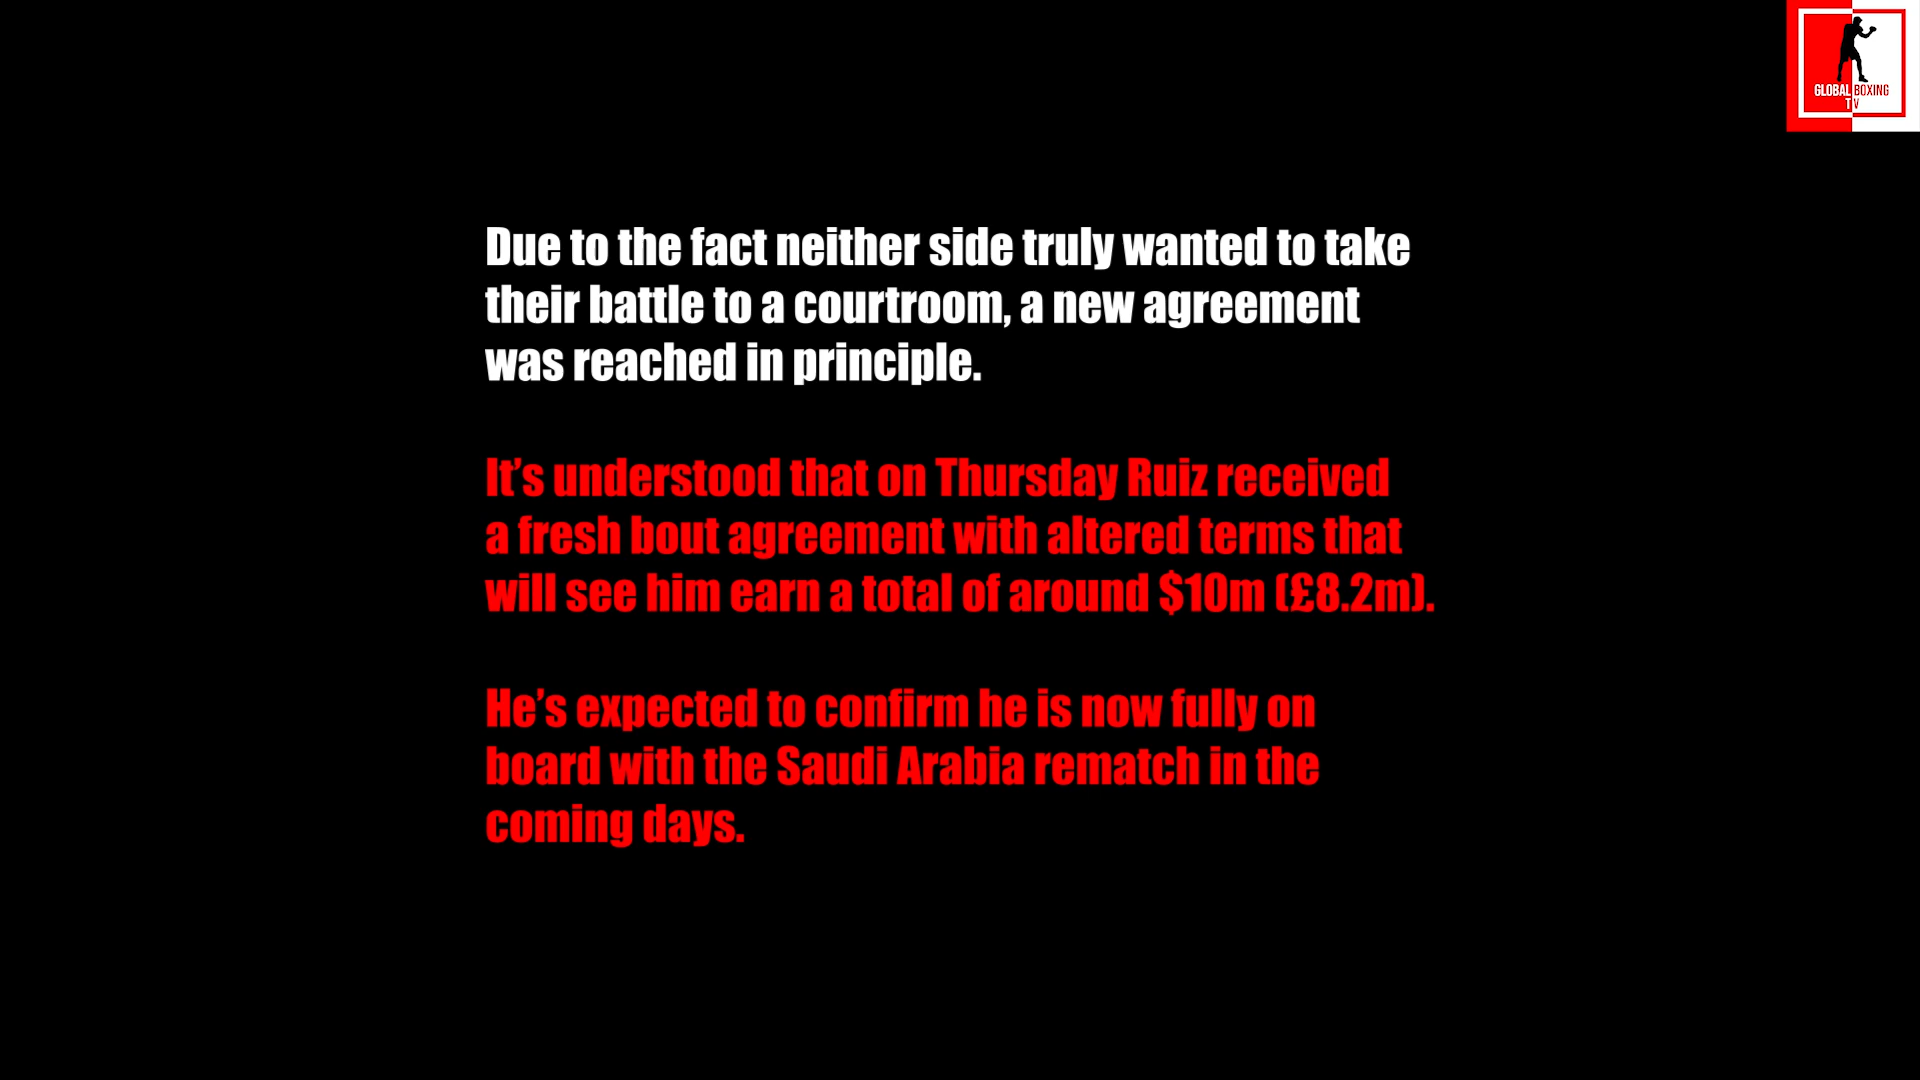 GLOBAL BOXING
TV
Due to the fact neither side truly wanted to take
their battle to a courtroom, a new agreement
was reached in principle.
It’s understood that on Thursday Ruiz received
a fresh bout agreement with altered terms that
will see him earn a total of around $10m (£8.2m).
He’s expected to confirm he is now fully on
board with the Saudi Arabia rematch in the
coming days.